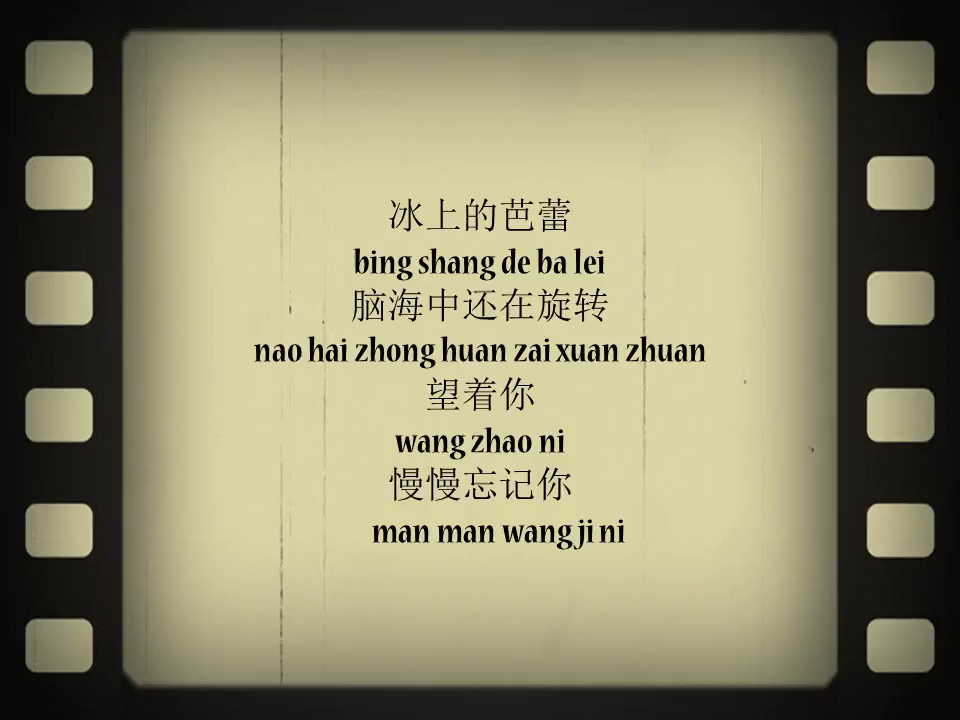 冰上的芭蕾
bing shang de ba lei
脑海中还在旋转
nao hai zhong huan zai xuan zhuan
望着你
wang zhao ni
慢慢忘记你
man man wang ji ni